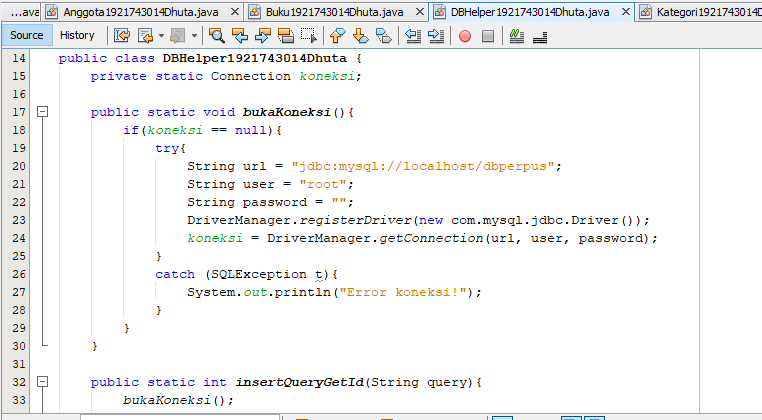 ...ava Anggota1921743014Dhuta.java Buku1921743014Dhuta.java DBHelper1921743014Dhuta.java Kategori1921743014D
Source History
14 public class DBHelper1921743014Dhuta {
15 private static Connection koneksi;
16
17 public static void bukaKoneksi(){
18 if(koneksi == null){
19 try{
20 String url = "jdbc:mysql://localhost/dbperpus";
21 String user = "root";
22 String password = "";
23 DriverManager.registerDriver(new com.mysql.jdbc.Driver());
24 koneksi = DriverManager.getConnection(url, user, password);
25 }
26 catch (SQLException t){
27 System.out.println("Error koneksi!");
28 }
29 }
30 }
31
32 public static int insertQueryGetId(String query){
33 bukaKoneksi();